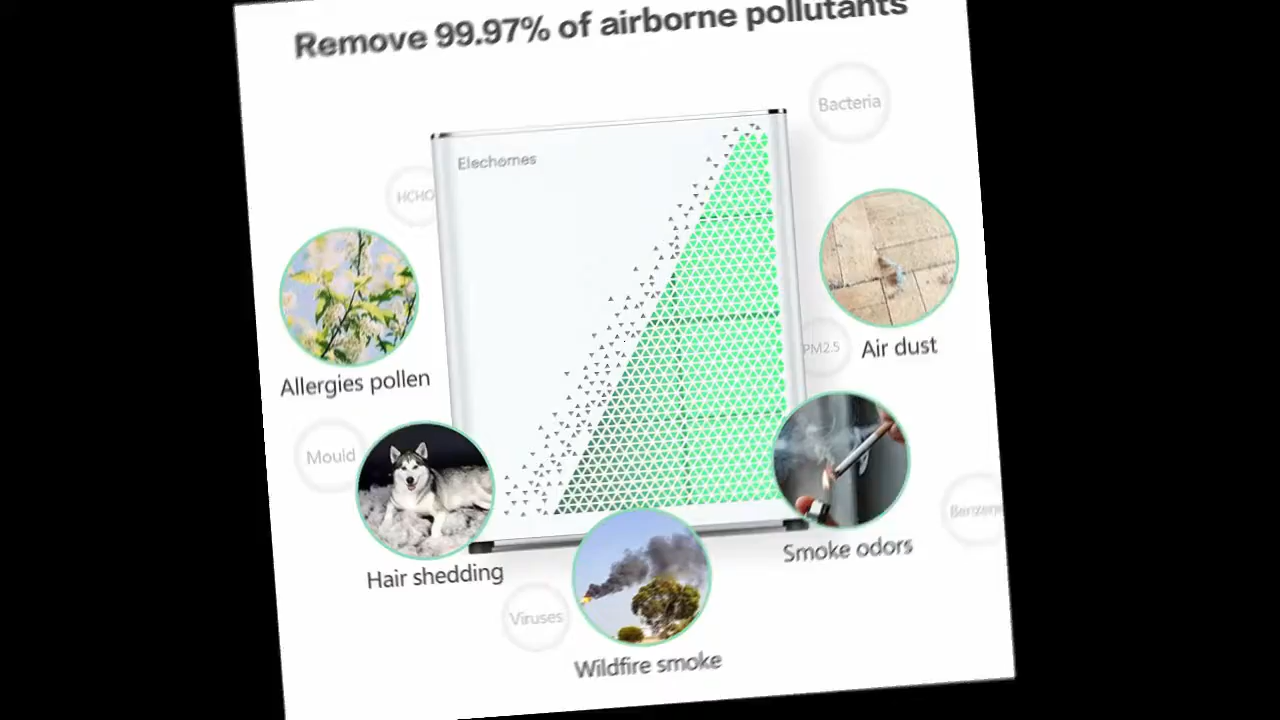 Remove 99.97% of airborne pollutants
Bacteria
Elechomes
HCHO
PM2.5
Air dust
Allergies pollen
Mould
Benzene
Smoke odors
Hair shedding
Viruses
Wildfire smoke